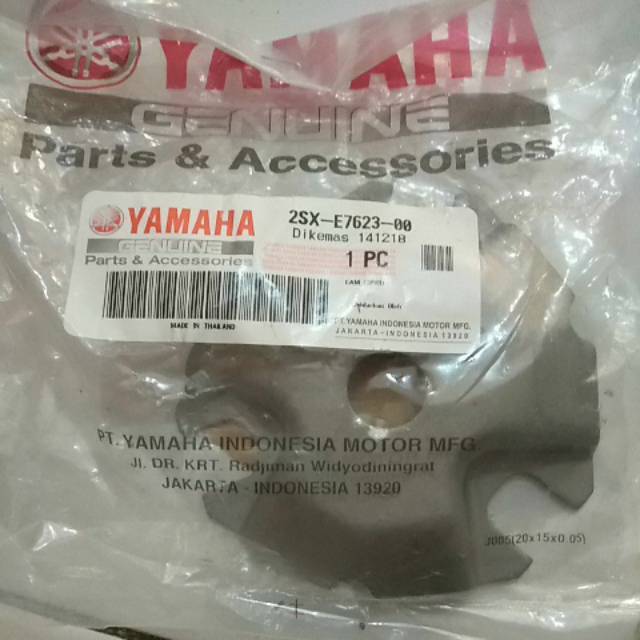 YAMAHA
GENUINE
Parts & Accessories
YAMAHA
GENUINE
Parts & Accessories
MADE IN THAILAND
2SX-E7623-00
Dikemas 141218
1 PC
PT. YAMAHA INDONESIA MOTOR MFG.
JAKARTA - INDONESIA 13920
PT. YAMAHA INDONESIA MOTOR MFG.
Jl. DR. KRT. Radjiman Widyodiningrat
JAKARTA - INDONESIA 13920
J005(20x15x0.05)